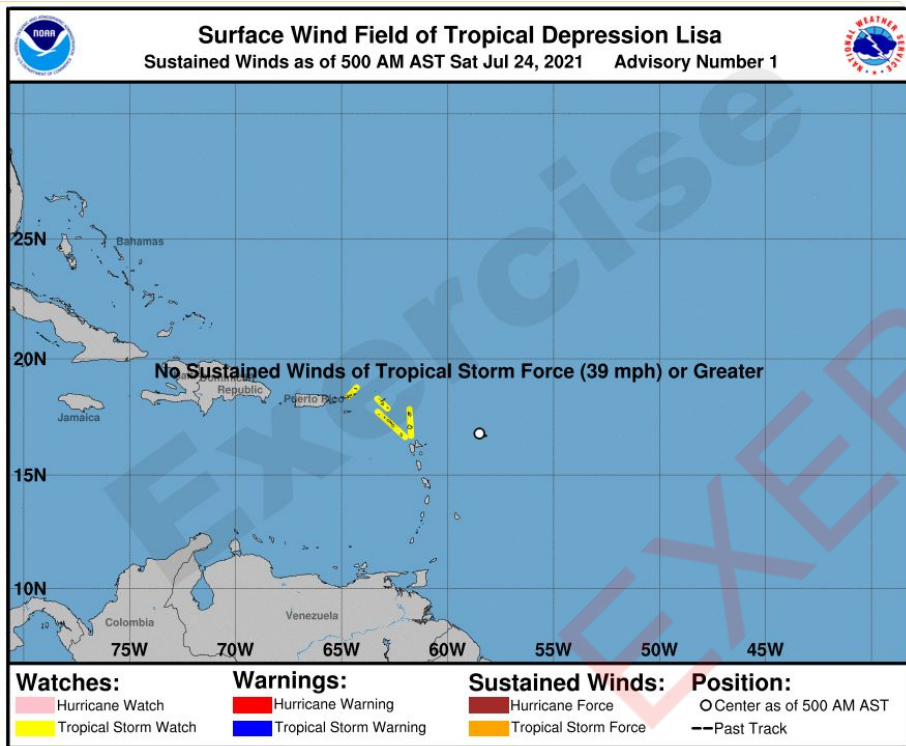 Surface Wind Field of Tropical Depression Lisa
Sustained Winds as of 500 AM AST Sat Jul 24, 2021 Advisory Number 1
NOAA
NATIONAL WEATHER SERVICE
Exercise
EXER
25N
Bahamas
20N
No Sustained Winds of Tropical Storm Force (39 mph) or Greater
Republic
Puerto Rico
Jamaica
15N
10N
Colombia
Venezuela
75W 70W 65W 60W 55W 50W 45W
Watches: Warnings: Sustained Winds: Position:
Hurricane Watch Hurricane Warning Hurricane Force Center as of 500 AM AST
Tropical Storm Watch Tropical Storm Warning Tropical Storm Force Past Track